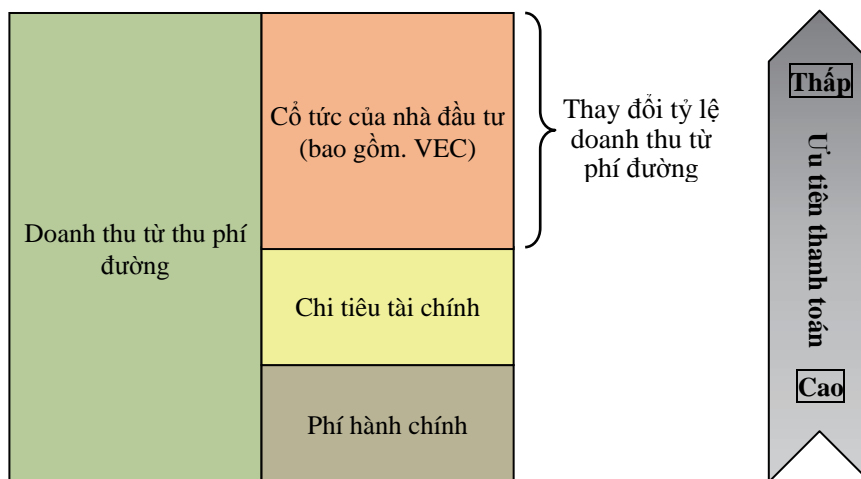 Cổ tức của nhà đầu tư
(bao gồm. VEC)
Thay đổi tỷ lệ
doanh thu từ
phí đường
Thấp
Ưu tiên thanh toán
Cao
Doanh thu từ thu phí
đường
Chi tiêu tài chính
Phí hành chính